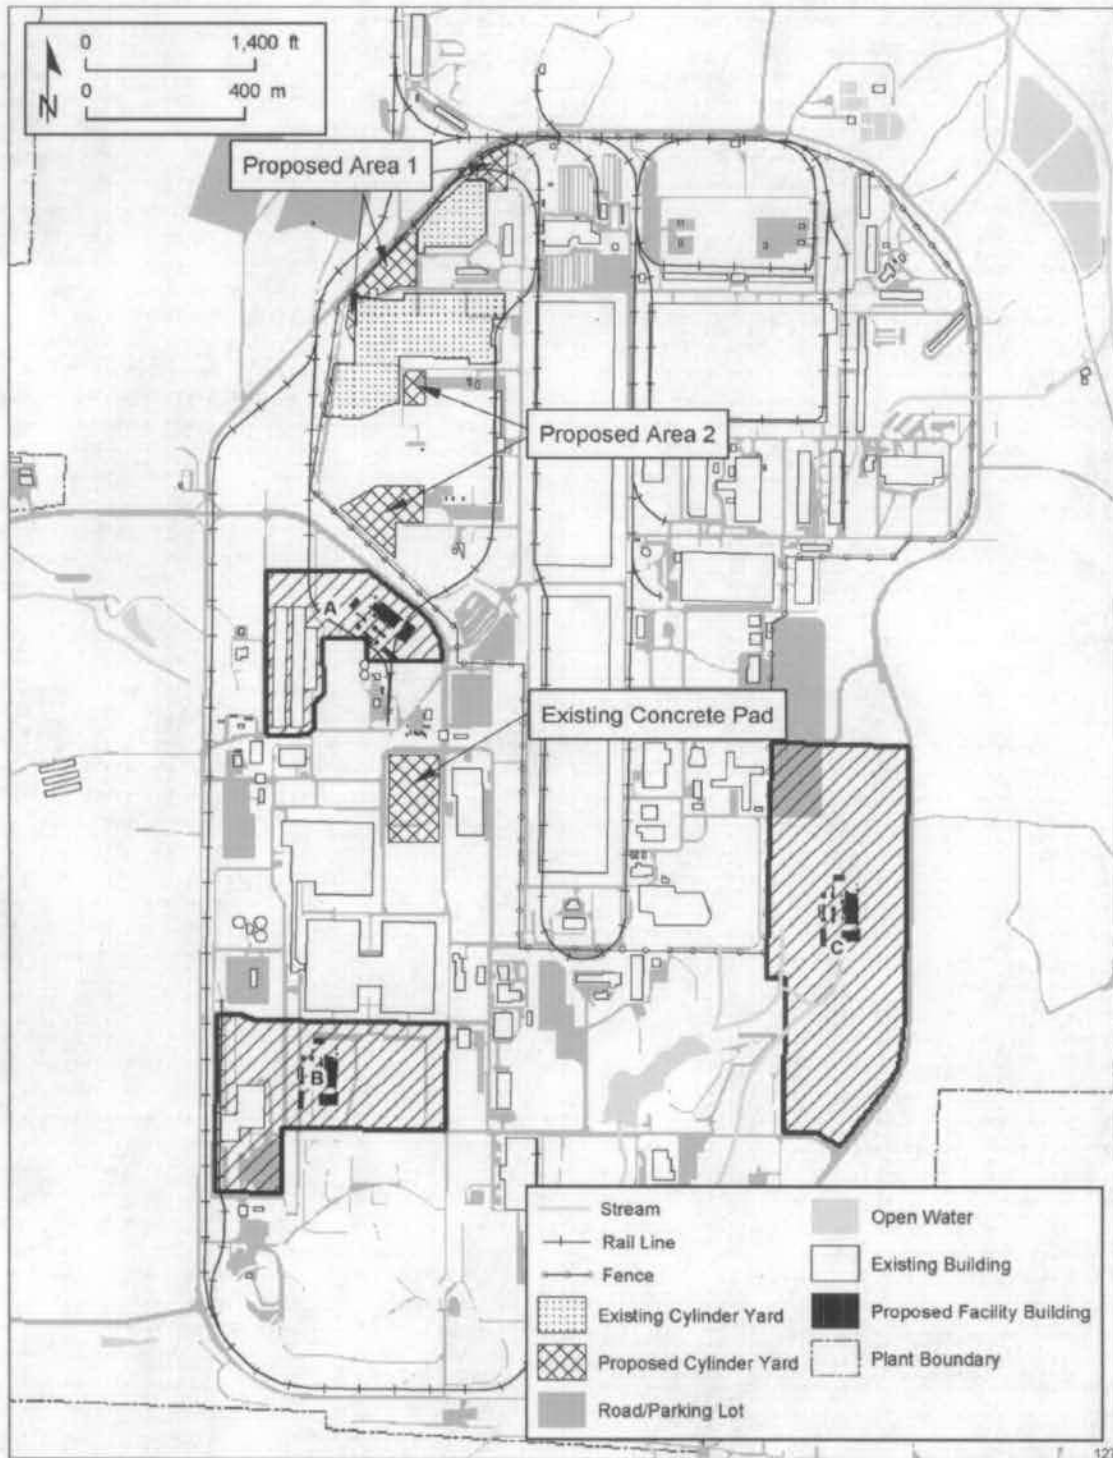 0 1,400 ft
0 400 m
N
Proposed Area 1
Proposed Area 2
A
Existing Concrete Pad
C
B
Stream
Rail Line
Fence
Existing Cylinder Yard
Proposed Cylinder Yard
Road/Parking Lot
Open Water
Existing Building
Proposed Facility Building
Plant Boundary